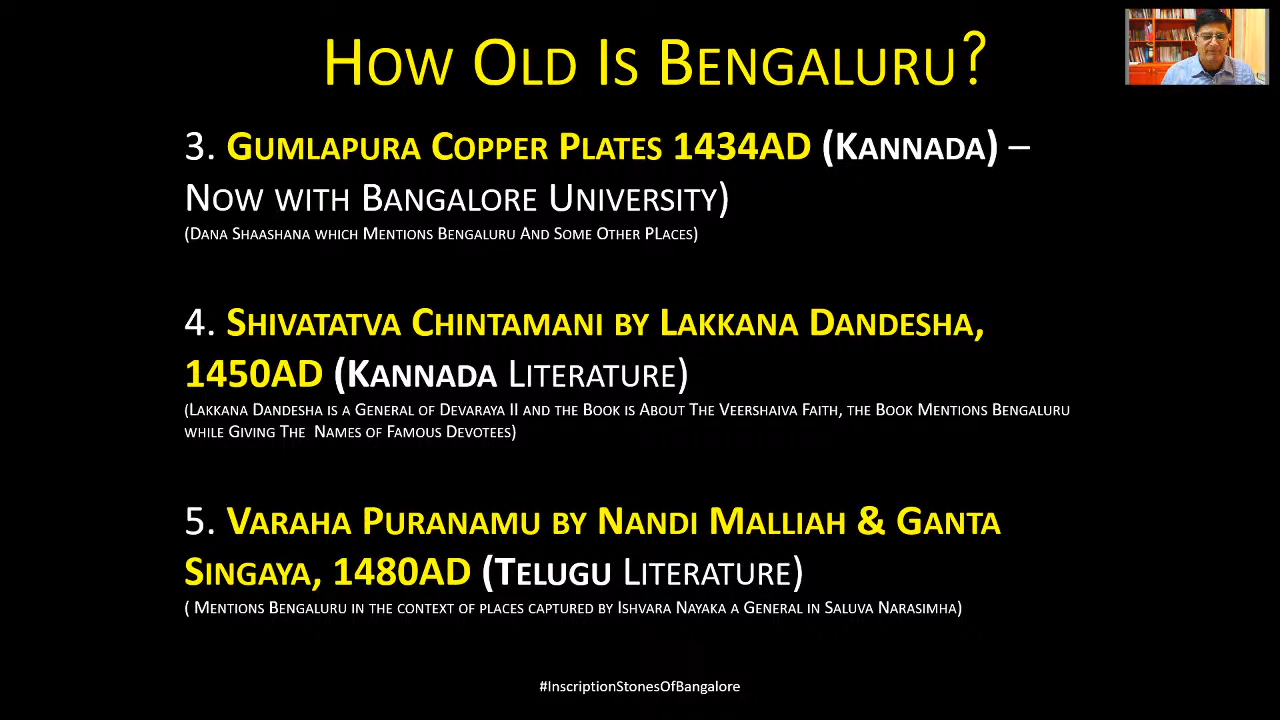 How Old Is Bengaluru?
3. Gumlapura Copper Plates 1434AD (Kannada) –
Now with Bangalore University)
(Dana Shaashana which Mentions Bengaluru And Some Other PLaces)
4. Shivatatva Chintamani by Lakkana Dandesha,
1450AD (Kannada Literature)
(Lakkana Dandesha is a General of Devaraya II and the Book is About The Veershaiva Faith, the Book Mentions Bengaluru
while Giving The Names of Famous Devotees)
5. Varaha Puranamu by Nandi Malliah & Ganta
Singaya, 1480AD (Telugu Literature)
( Mentions Bengaluru in the context of places captured by Ishvara Nayaka a General in Saluva Narasimha)
#InscriptionStonesOfBangalore